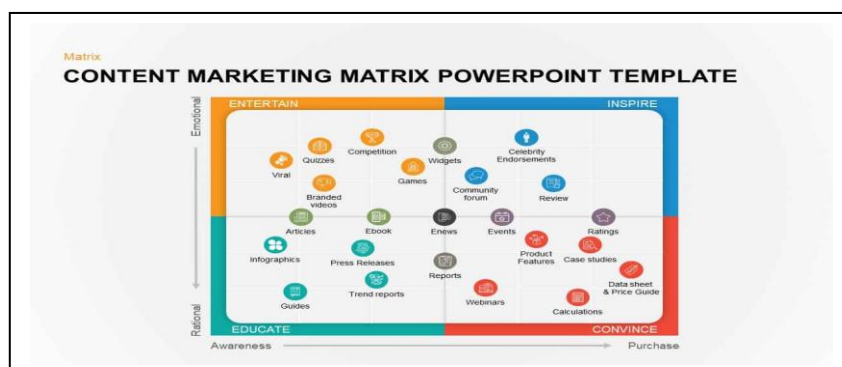 Matrix
CONTENT MARKETING MATRIX POWERPOINT TEMPLATE
Emotional
Rational
ENTERTAIN
INSPIRE
Viral
Quizzes
Competition
Branded
videos
Games
Widgets
Celebrity
Endorsements
Community
forum
Review
Articles
Ebook
Enews
Events
Ratings
Infographics
Press Releases
Reports
Product
Features
Case studies
Guides
Trend reports
Webinars
Data sheet
& Price Guide
Calculations
EDUCATE
CONVINCE
Awareness
Purchase